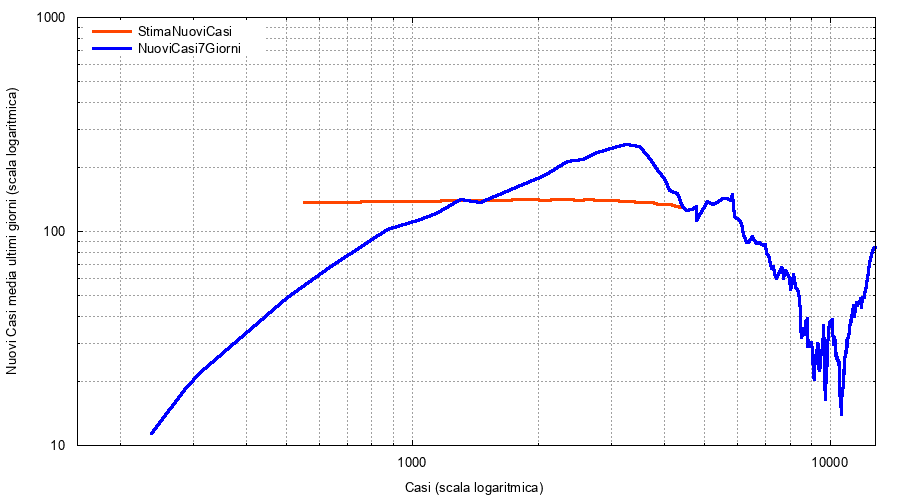 1000
StimaNuoviCasi
NuoviCasi7Giorni
Nuovi Casi media ultimi giorni (scala logaritmica)
100
10
1000
10000
Casi (scala logaritmica)